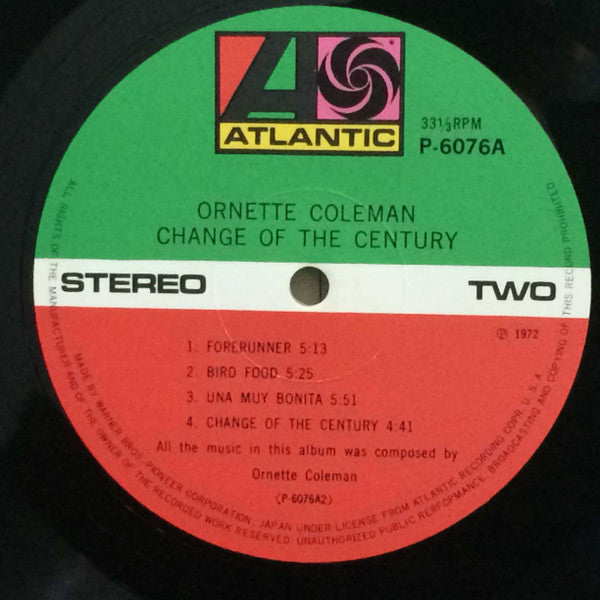 ATLANTIC
33⅓RPM
P-6076A
ORNETTE COLEMAN
CHANGE OF THE CENTURY
STEREO
TWO
℗ 1972
1. FORERUNNER 5:13
2. BIRD FOOD 5:25
3. UNA MUY BONITA 5:51
4. CHANGE OF THE CENTURY 4:41
All the music in this album was composed by
Ornette Coleman
(P-6076A2)
ALL RIGHTS OF THE MANUFACTURER AND OF THE OWNER OF THE RECORDED WORK RESERVED. UNAUTHORIZED PUBLIC PERFORMANCE, BROADCASTING AND COPYING OF THIS RECORD PROHIBITED
MADE BY WARNER BROS. PIONEER CORPORATION, JAPAN UNDER LICENSE FROM ATLANTIC RECORDING CORP. U.S.A.